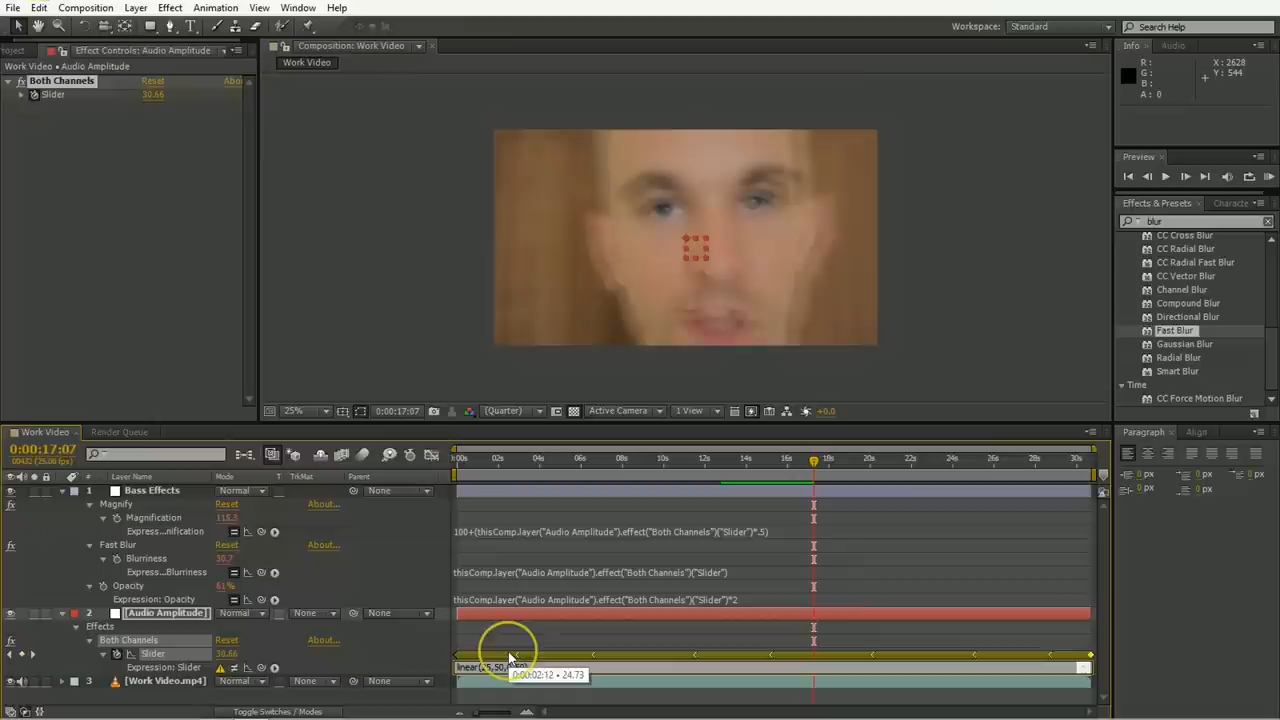 File Edit Composition Layer Effect Animation View Window Help
Workspace: Standard Search Help
Effect Controls: Audio Amplitude
Composition: Work Video
Info Audio
Work Video • Audio Amplitude
Work Video
Both Channels Reset
Slider 30.66
R :
G :
B :
A : 0
X : 2628
Y : 544
Preview
Effects & Presets
blur
CC Cross Blur
CC Radial Blur
CC Radial Fast Blur
CC Vector Blur
Channel Blur
Compound Blur
Directional Blur
Fast Blur
Gaussian Blur
Radial Blur
Smart Blur
Time
CC Force Motion Blur
25% 0:00:17:07 (Quarter) Active Camera 1 View +0.0
Work Video Render Queue
Paragraph Align
0:00:17:07
00432 (25.00 fps)
02s 04s 06s 08s 10s 12s 14s 16s 18s 20s 22s 24s 26s 28s 30s
# Layer Name Mode T TrkMat Parent
1 Bass Effects Normal None
Magnify Reset About...
Magnification
Express...nification 100+(thisComp.layer("Audio Amplitude").effect("Both Channels")("Slider")*.5)
Fast Blur Reset About...
Blurriness 30.7
Express...Blurriness thisComp.layer("Audio Amplitude").effect("Both Channels")("Slider")
Opacity 61%
Expression: Opacity thisComp.layer("Audio Amplitude").effect("Both Channels")("Slider")*2
2 [Audio Amplitude] Normal None None
Effects
Both Channels Reset About...
Slider 30.66
Expression: Slider
0:00:02:12 • 24.73
3 [Work Video.mp4] Normal None None
Toggle Switches / Modes
0 px 0 px 0 px
0 px 0 px